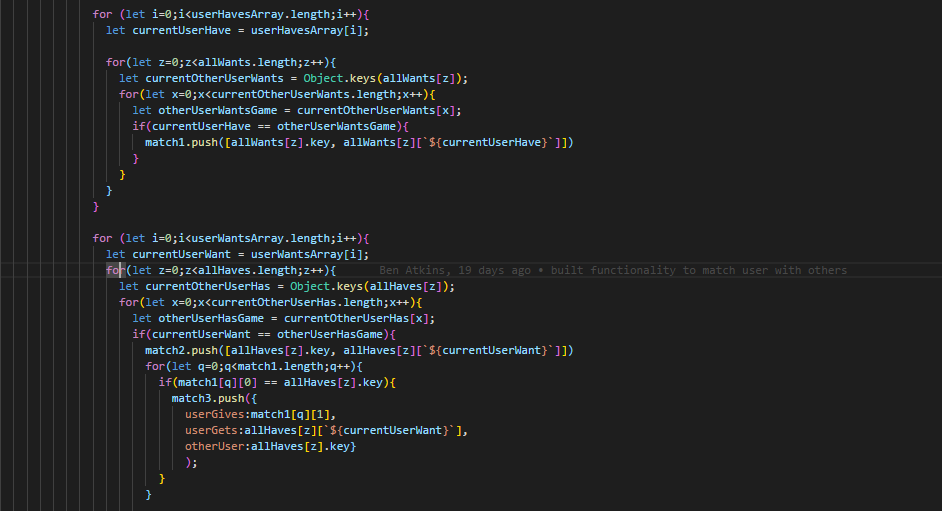 for (let i=0;i<userHavesArray.length;i++){
let currentUserHave = userHavesArray[i];
for(let z=0;z<allWants.length;z++){
let currentOtherUserWants = Object.keys(allWants[z]);
for(let x=0;x<currentOtherUserWants.length;x++){
let otherUserWantsGame = currentOtherUserWants[x];
if(currentUserHave == otherUserWantsGame){
match1.push([allWants[z].key, allWants[z][`${currentUserHave}`]])
}
}
}
}
for (let i=0;i<userWantsArray.length;i++){
let currentUserWant = userWantsArray[i];
for(let z=0;z<allHaves.length;z++){ Ben Atkins, 19 days ago • built functionality to match user with others
let currentOtherUserHas = Object.keys(allHaves[z]);
for(let x=0;x<currentOtherUserHas.length;x++){
let otherUserHasGame = currentOtherUserHas[x];
if(currentUserWant == otherUserHasGame){
match2.push([allHaves[z].key, allHaves[z][`${currentUserWant}`]])
for(let q=0;q<match1.length;q++){
if(match1[q][0] == allHaves[z].key){
match3.push({
userGives:match1[q][1],
userGets:allHaves[z][`${currentUserWant}`],
otherUser:allHaves[z].key}
);
}
}